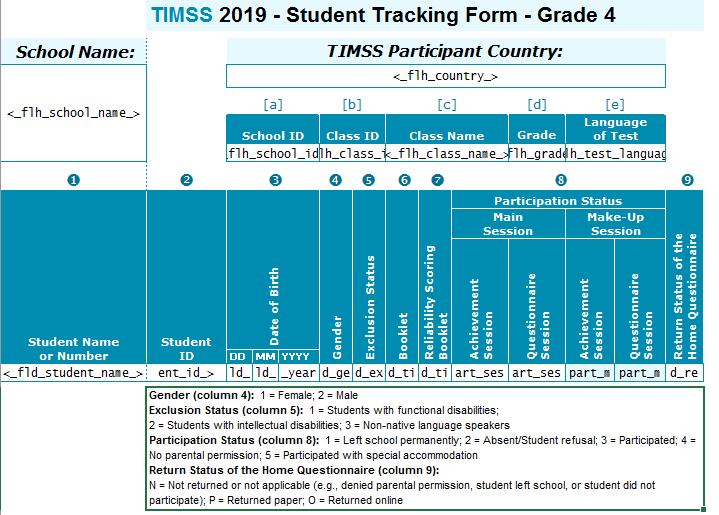 TIMSS 2019 - Student Tracking Form - Grade 4
School Name:
TIMSS Participant Country:
<_flh_school_name_>
<_flh_country_>
[a] [b] [c] [d] [e]
School ID Class ID Class Name Grade Language of Test
flh_school_id lh_class_i <_flh_class_name_> flh_grade lh_test_languag
1 2 3 4 5 6 7 8 9
Participation Status
Main Session
Make-Up Session
Student Name or Number
Student ID
Date of Birth
DD MM YYYY
Gender
Exclusion Status
Booklet
Reliability Scoring Booklet
Achievement Session
Questionnaire Session
Achievement Session
Questionnaire Session
Return Status of the Home Questionnaire
<_fld_student_name_> ent_id_> ld_ ld_ _year d_ge d_ex d_ti d_ti art_ses art_ses part_m part_m d_re
Gender (column 4): 1 = Female; 2 = Male
Exclusion Status (column 5): 1 = Students with functional disabilities;
2 = Students with intellectual disabilities; 3 = Non-native language speakers
Participation Status (column 8): 1 = Left school permanently; 2 = Absent/Student refusal; 3 = Participated; 4 =
No parental permission; 5 = Participated with special accommodation
Return Status of the Home Questionnaire (column 9):
N = Not returned or not applicable (e.g., denied parental permission, student left school, or student did not
participate); P = Returned paper; O = Returned online